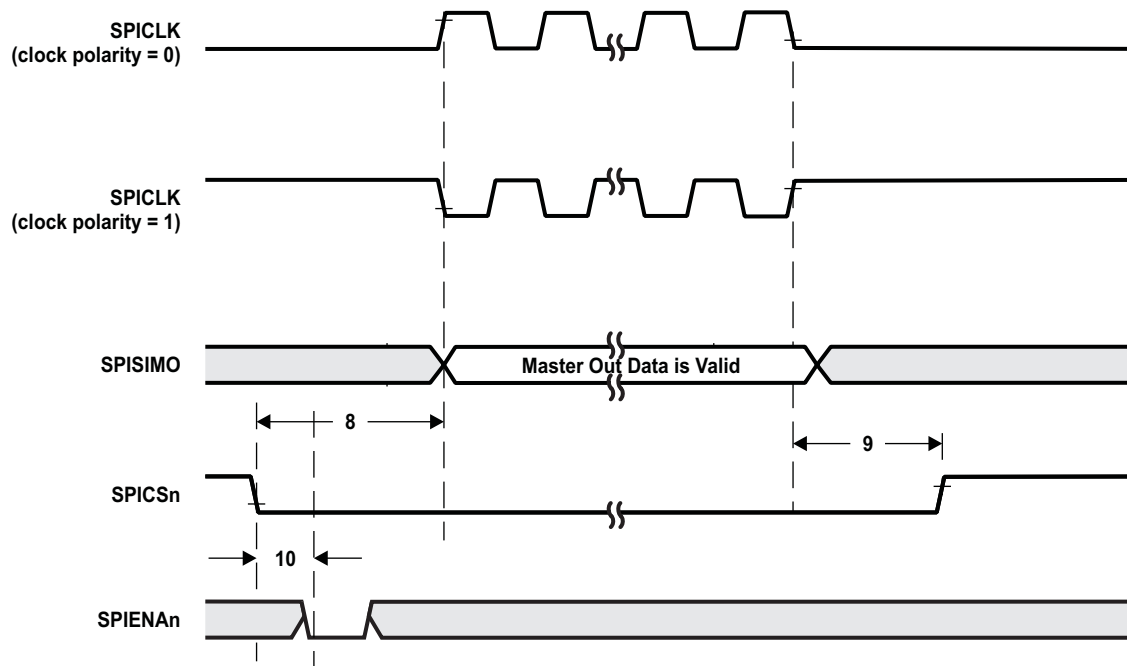 SPICLK
(clock polarity = 0)
SPICLK
(clock polarity = 1)
SPISIMO
Master Out Data is Valid
8
9
SPICSn
10
SPIENAn